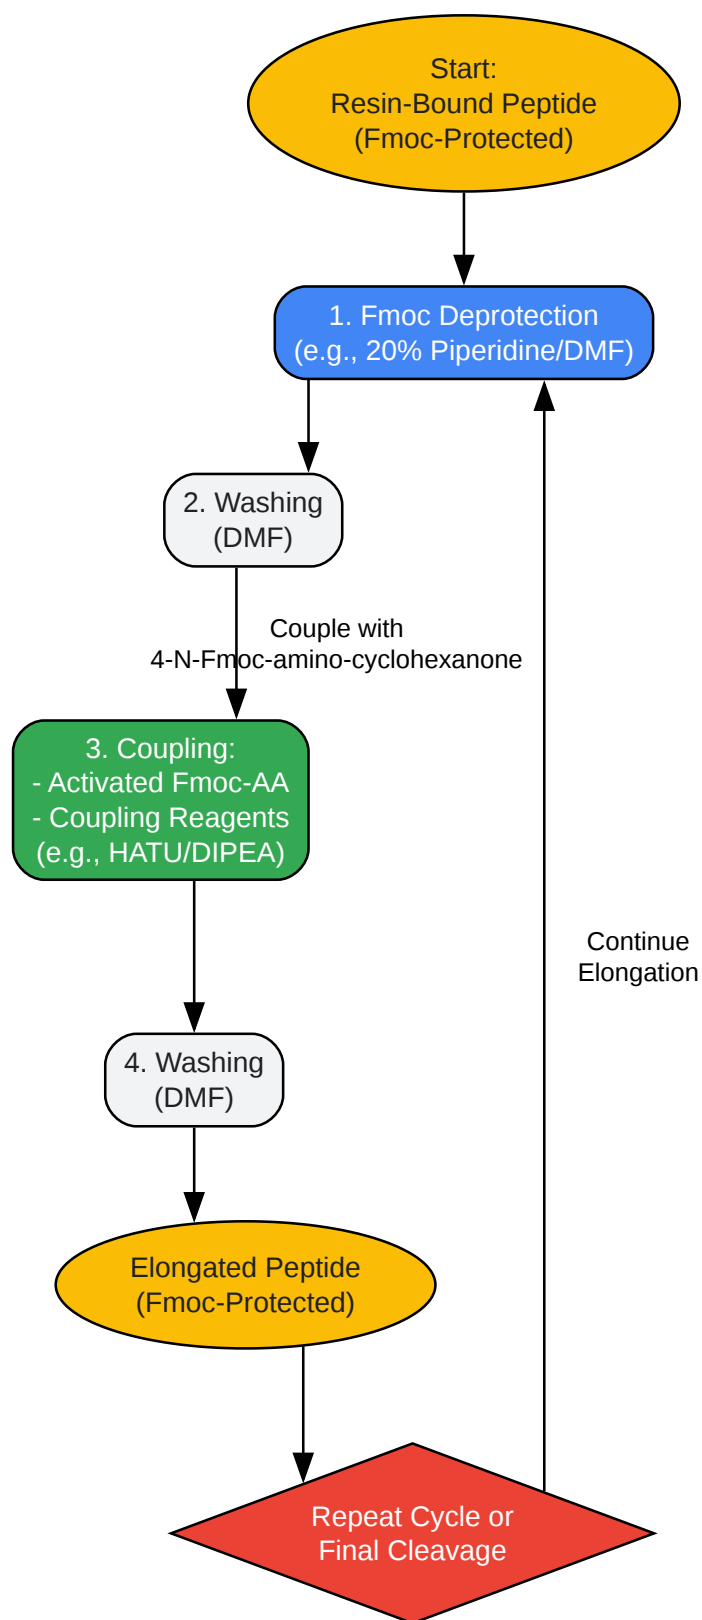 Start:
Resin-Bound Peptide
(Fmoc-Protected)
1. Fmoc Deprotection
(e.g., 20% Piperidine/DMF)
2. Washing
(DMF)
Couple with
4-N-Fmoc-amino-cyclohexanone
3. Coupling:
- Activated Fmoc-AA
- Coupling Reagents
(e.g., HATU/DIPEA)
Continue
Elongation
4. Washing
(DMF)
Elongated Peptide
(Fmoc-Protected)
Repeat Cycle or
Final Cleavage